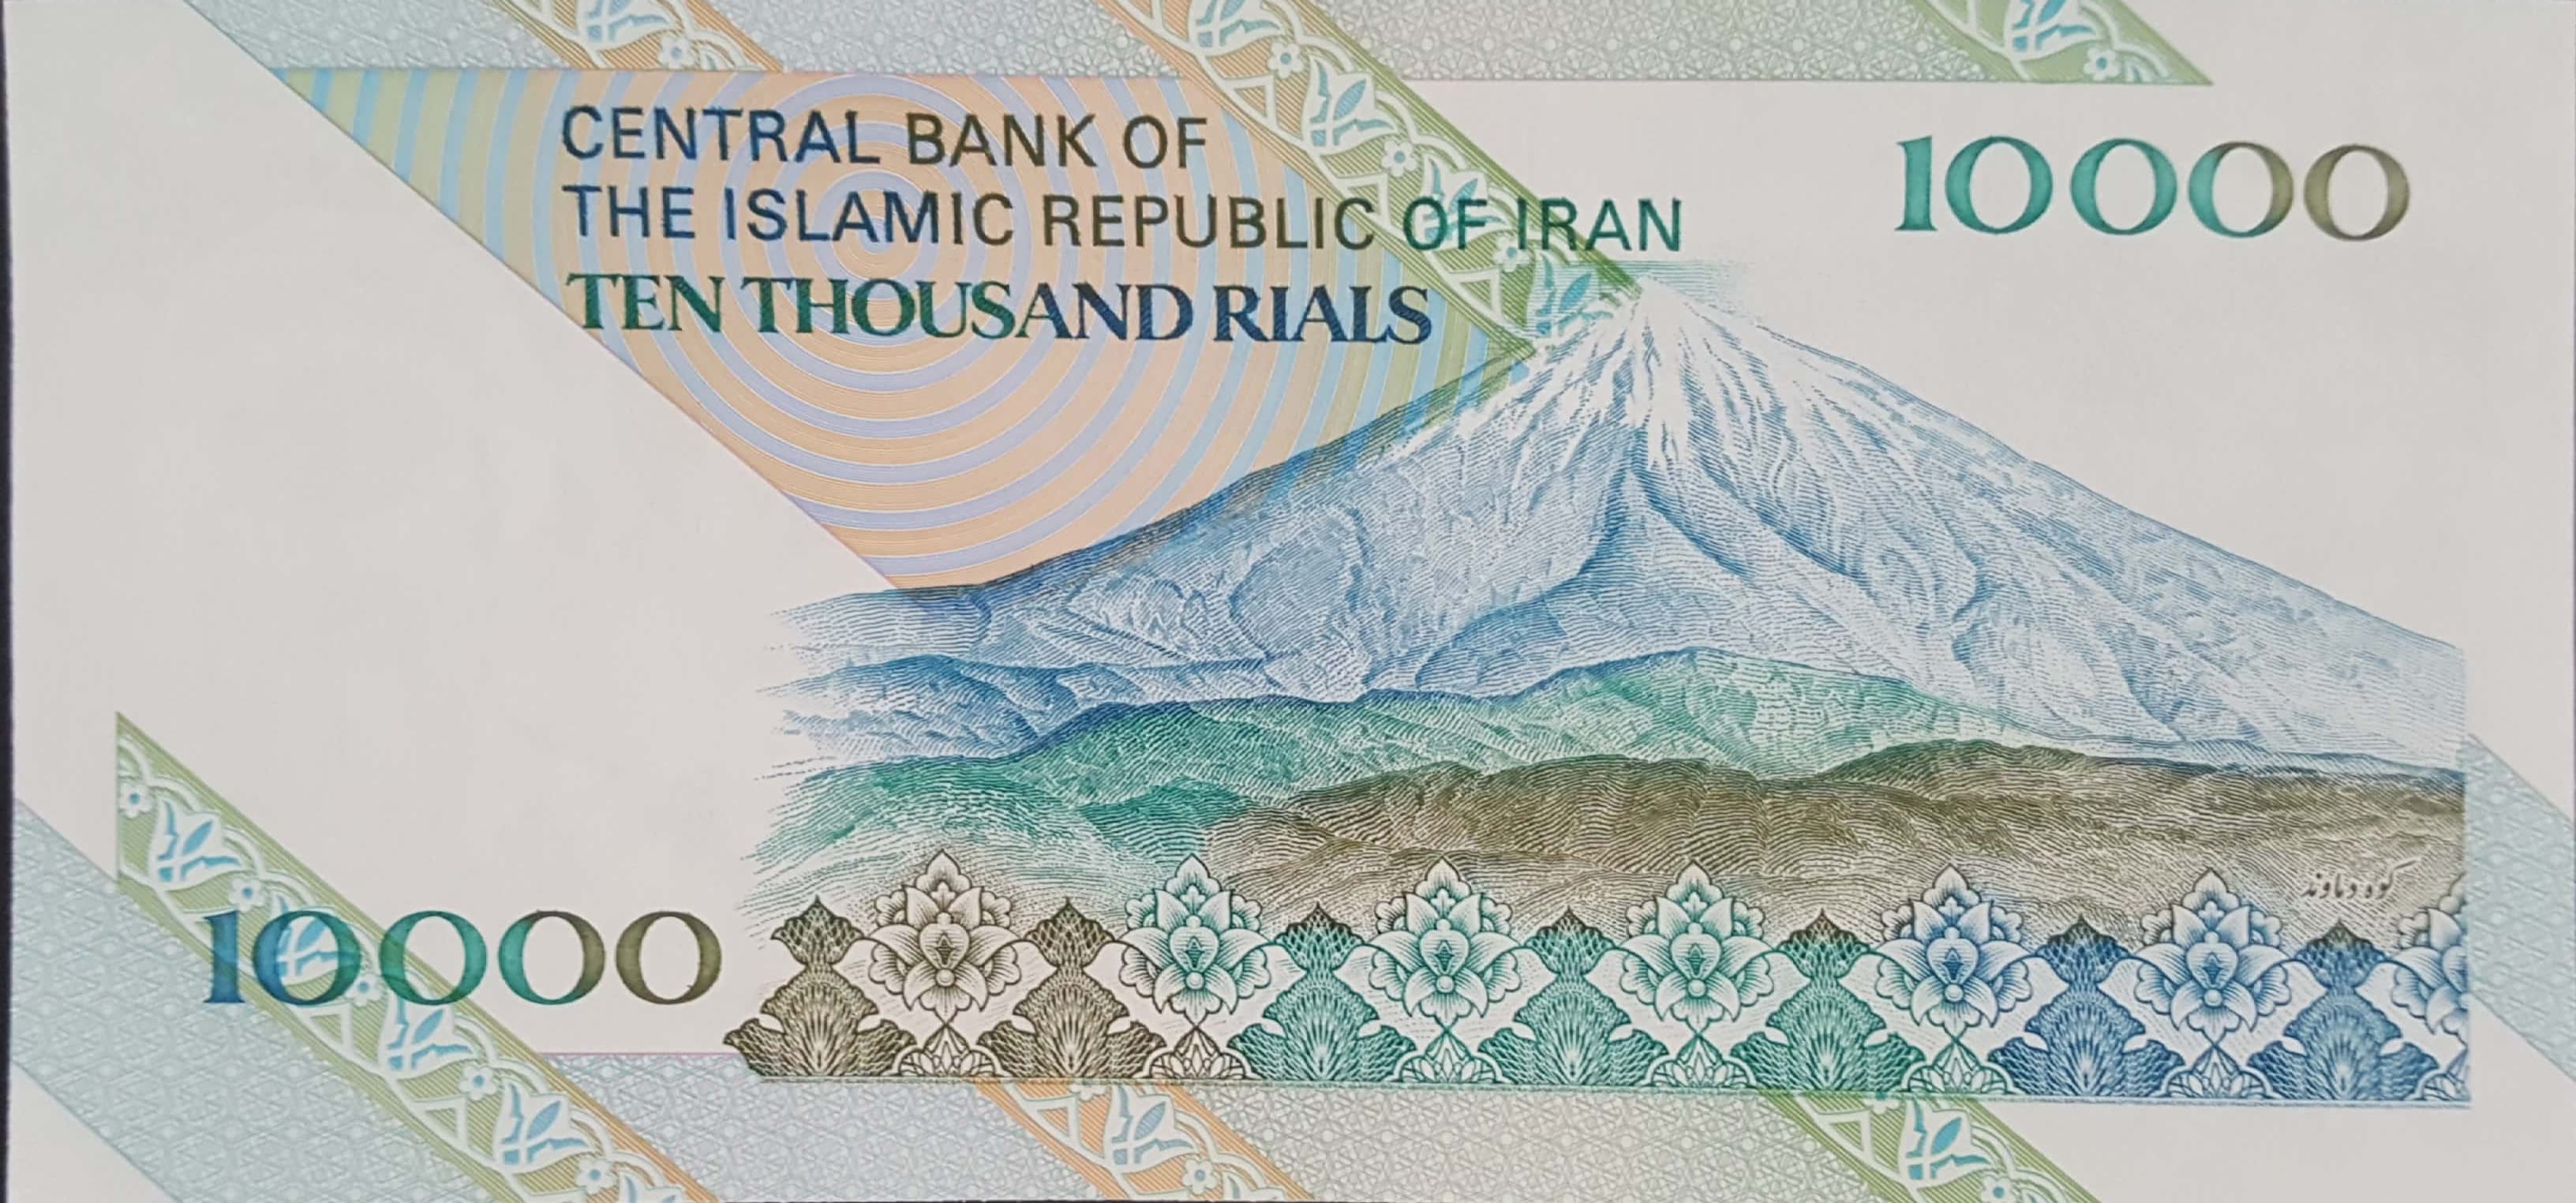 CENTRAL BANK OF
THE ISLAMIC REPUBLIC OF IRAN
TEN THOUSAND RIALS
10000
کوه دماوند
10000